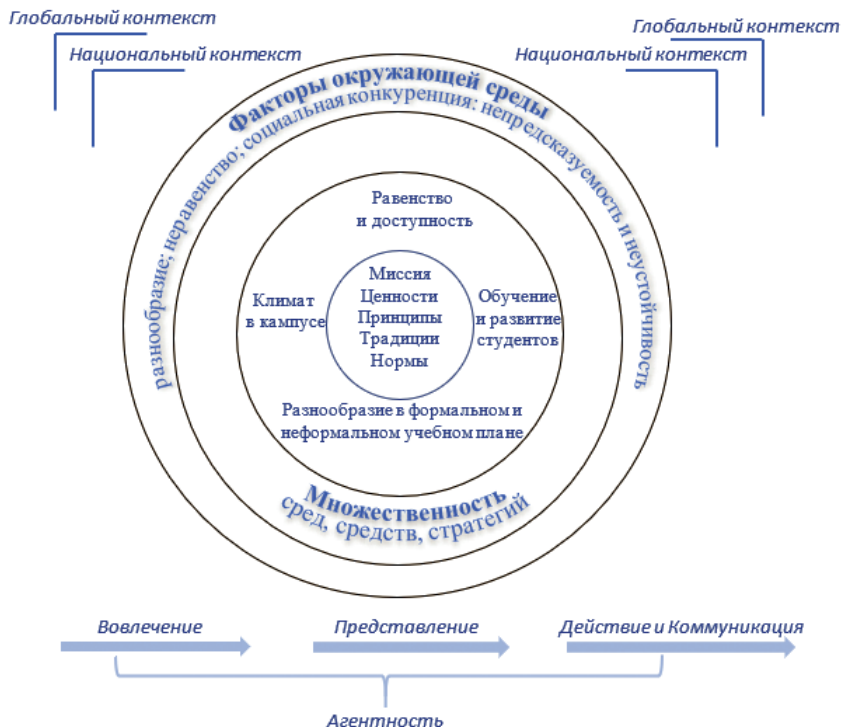 Глобальный контекст
Глобальный контекст
Национальный контекст
Национальный контекст
Факторы окружающей среды
Разнообразие; неравенство; социальная конкуренция: непредсказуемость и неустойчивость
Равенство
и доступность
Климат
в кампусе
Миссия
Ценности
Принципы
Традиции
Нормы
Обучение
и развитие
студентов
Разнообразие в формальном и
неформальном учебном плане
Множественность
сред, средств, стратегий
Вовлечение
Представление
Действие и Коммуникация
Агентность